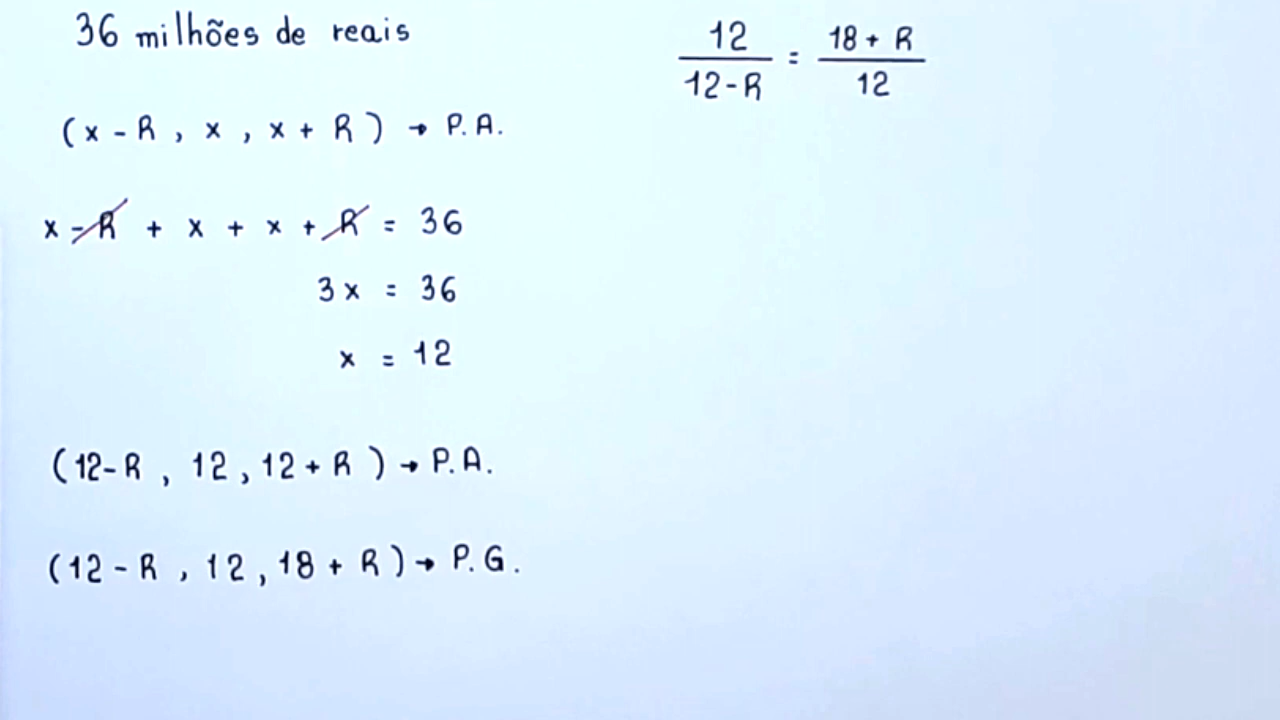 36 milhões de reais
(x - R , x , x + R) → P.A.
x - R + x + x + R = 36
3x = 36
x = 12
(12-R , 12 , 12 + R) → P.A.
(12 - R , 12 , 18 + R) → P.G.
12 / 12-R = 18 + R / 12